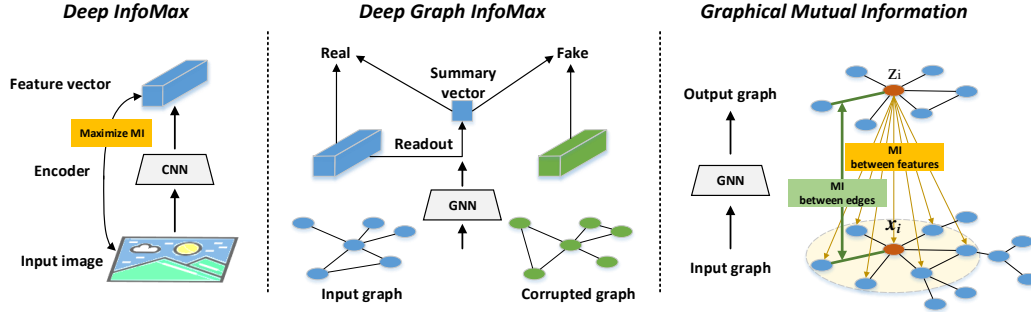 Deep InfoMax
Feature vector
Maximize MI
Encoder
CNN
Input image
Deep Graph InfoMax
Real
Fake
Summary
vector
Readout
GNN
Input graph
Corrupted graph
Graphical Mutual Information
Zi
Output graph
MI
between features
GNN
MI
between edges
x_i
Input graph